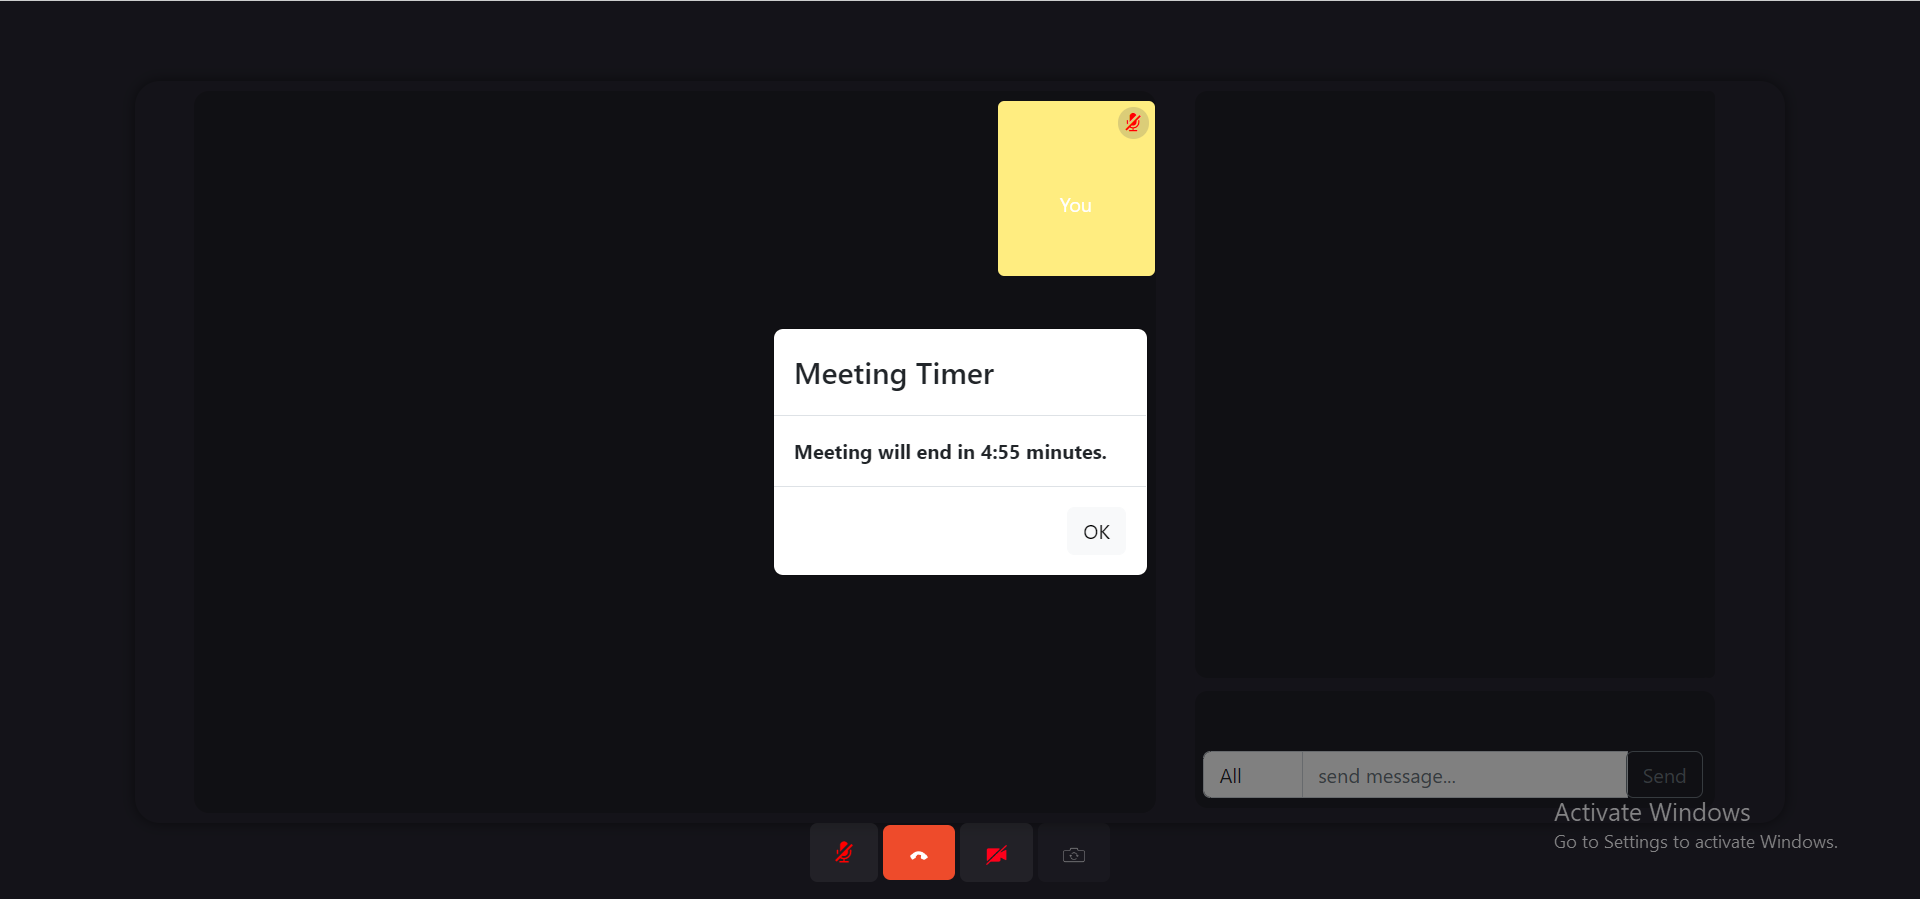 You
Meeting Timer
Meeting will end in 4:55 minutes.
OK
All
send message...
Send
Activate Windows
Go to Settings to activate Windows.